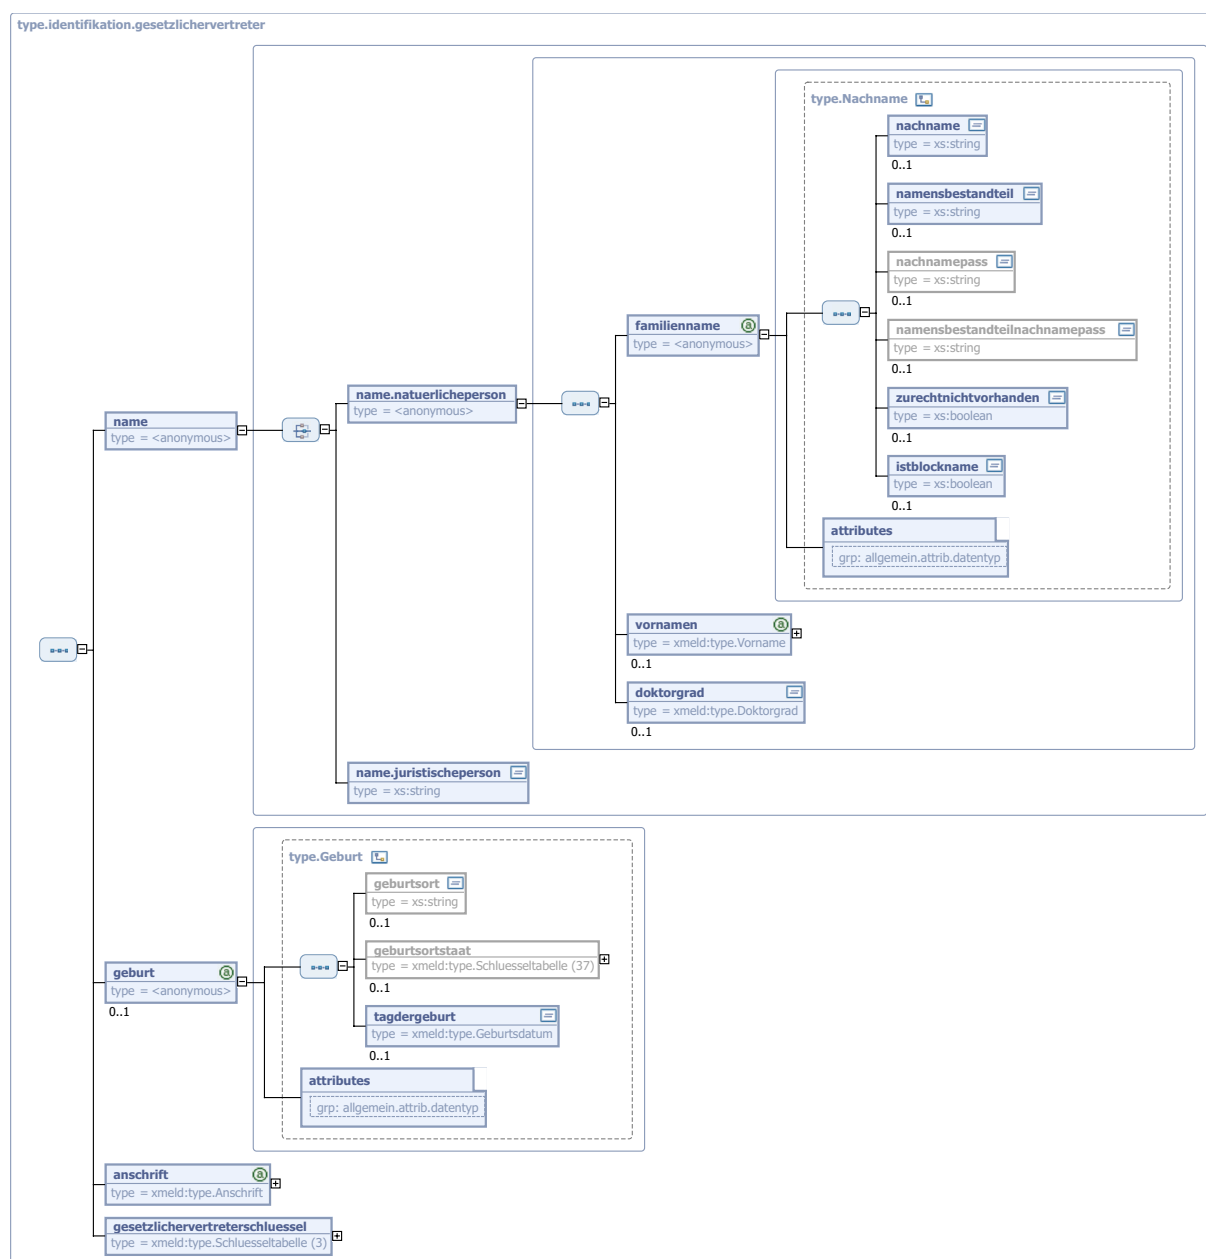 type.identifikation.gesetzlichervertreter
type.Nachname
nachname
type = xs:string
0..1
namensbestandteil
type = xs:string
0..1
nachnamepass
type = xs:string
0..1
namensbestandteilnachnamepass
type = xs:string
0..1
zurechtnichtvorhanden
type = xs:boolean
0..1
istblockname
type = xs:boolean
0..1
attributes
grp: allgemein.attrib.datentyp
familienname a
type = <anonymous>
name.natuerlicheperson
type = <anonymous>
name
type = <anonymous>
vornamen a
type = xmeld:type.Vorname
0..1
doktorgrad
type = xmeld:type.Doktorgrad
0..1
name.juristischeperson
type = xs:string
type.Geburt
geburtsort
type = xs:string
0..1
geburtsortstaat
type = xmeld:type.Schluesseltabelle (37)
0..1
geburt a
type = <anonymous>
0..1
tagdergeburt
type = xmeld:type.Geburtsdatum
0..1
attributes
grp: allgemein.attrib.datentyp
anschrift a
type = xmeld:type.Anschrift
gesetzlichervertreterschluessel
type = xmeld:type.Schluesseltabelle (3)